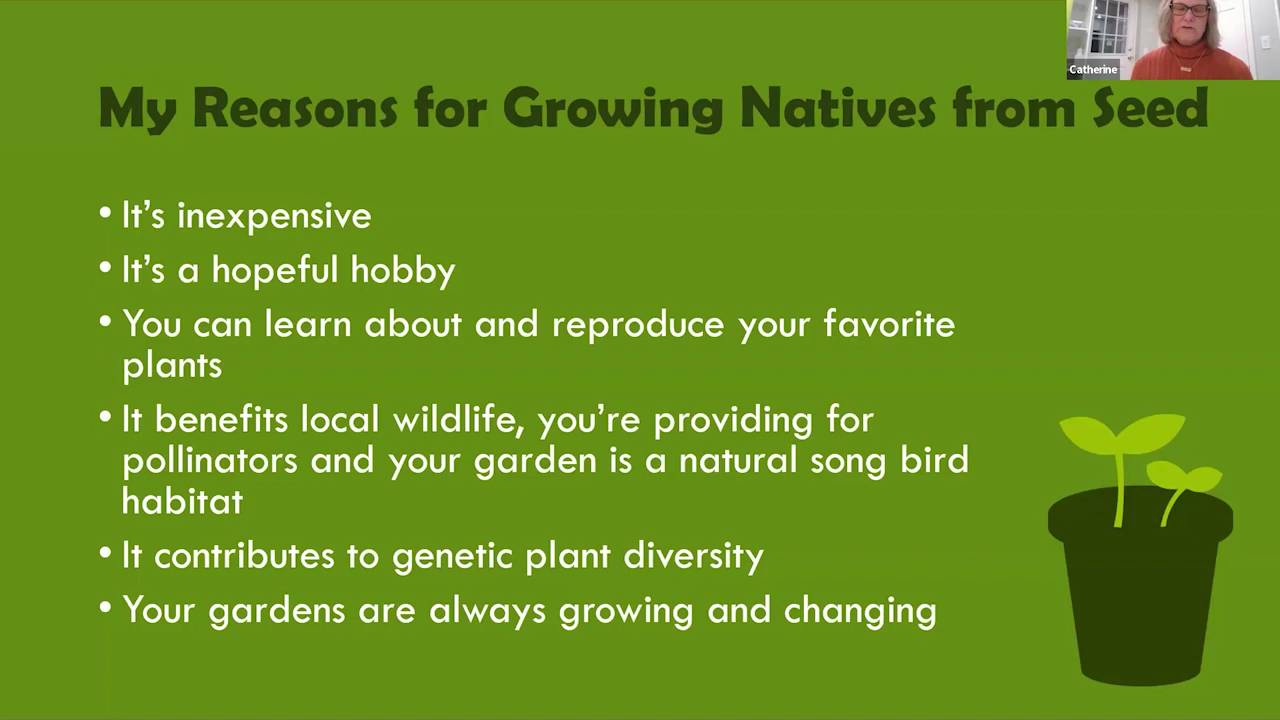 Catherine
My Reasons for Growing Natives from Seed
• It's inexpensive
• It's a hopeful hobby
• You can learn about and reproduce your favorite
plants
• It benefits local wildlife, you're providing for
pollinators and your garden is a natural song bird
habitat
• It contributes to genetic plant diversity
• Your gardens are always growing and changing